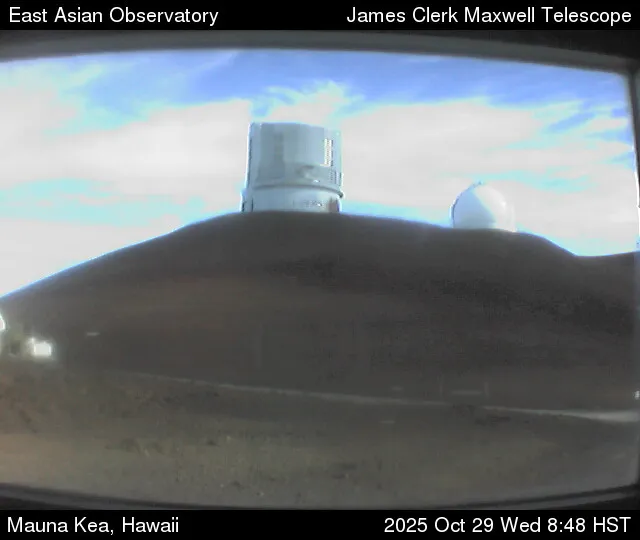 East Asian Observatory
James Clerk Maxwell Telescope
Mauna Kea, Hawaii
2025 Oct 29 Wed 8:48 HST